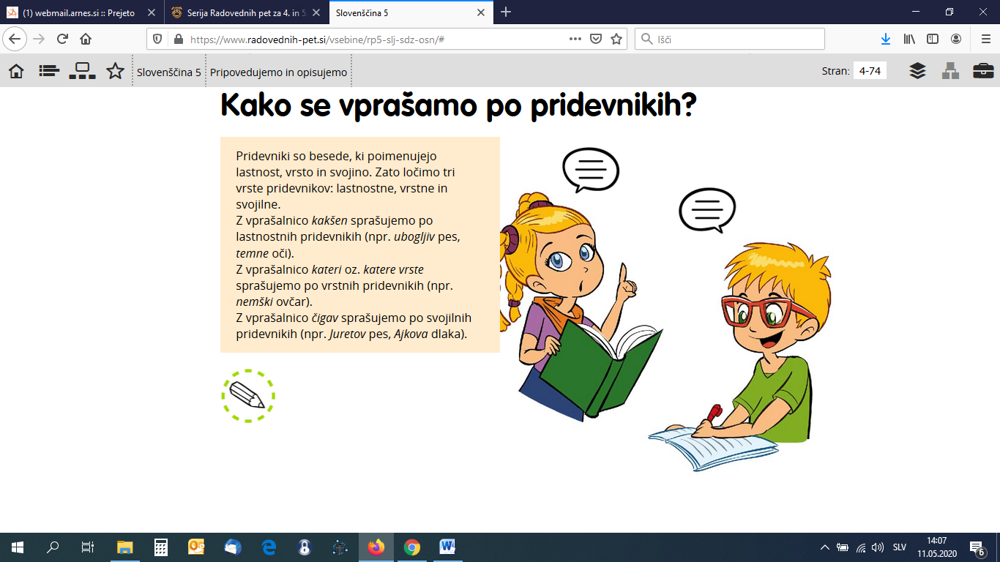 (1) webmail.arnes.si :: Prejeto
Serija Radovednih pet za 4. in 5.
Slovenščina 5
https://www.radovednih-pet.si/vsebine/rp5-slj-sdz-osn/#
Išči
Slovenščina 5
Pripovedujemo in opisujemo
Stran:
4-74
Kako se vprašamo po pridevnikih?
Pridevniki so besede, ki poimenujejo
lastnost, vrsto in svojino. Zato ločimo tri
vrste pridevnikov: lastnostne, vrstne in
svojilne.
Z vprašalnico kakšen sprašujemo po
lastnostnih pridevnikih (npr. ubogljiv pes,
temne oči).
Z vprašalnico kateri oz. katere vrste
sprašujemo po vrstnih pridevnikih (npr.
nemški ovčar).
Z vprašalnico čigav sprašujemo po svojilnih
pridevnikih (npr. Juretov pes, Ajkova dlaka).
SLV
14:07
11.05.2020
6